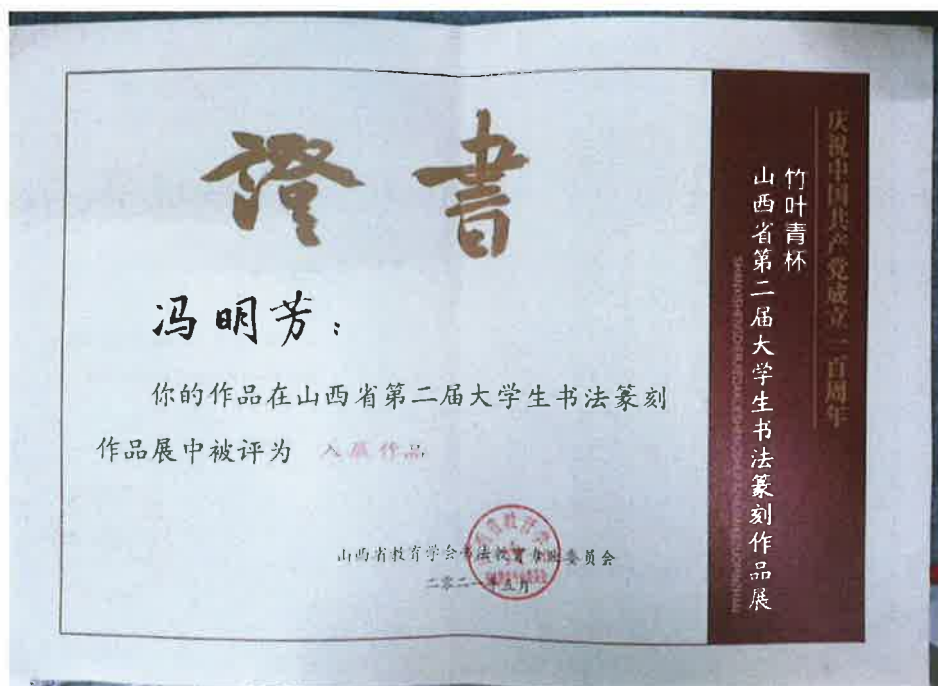 證書
冯明芳：
你的作品在山西省第二届大学生书法篆刻
作品展中被评为 入展作品
山西省教育学会书法教育专业委员会
二零二一年五月
庆祝中国共产党成立一百周年
竹叶青杯
山西省第二届大学生书法篆刻作品展